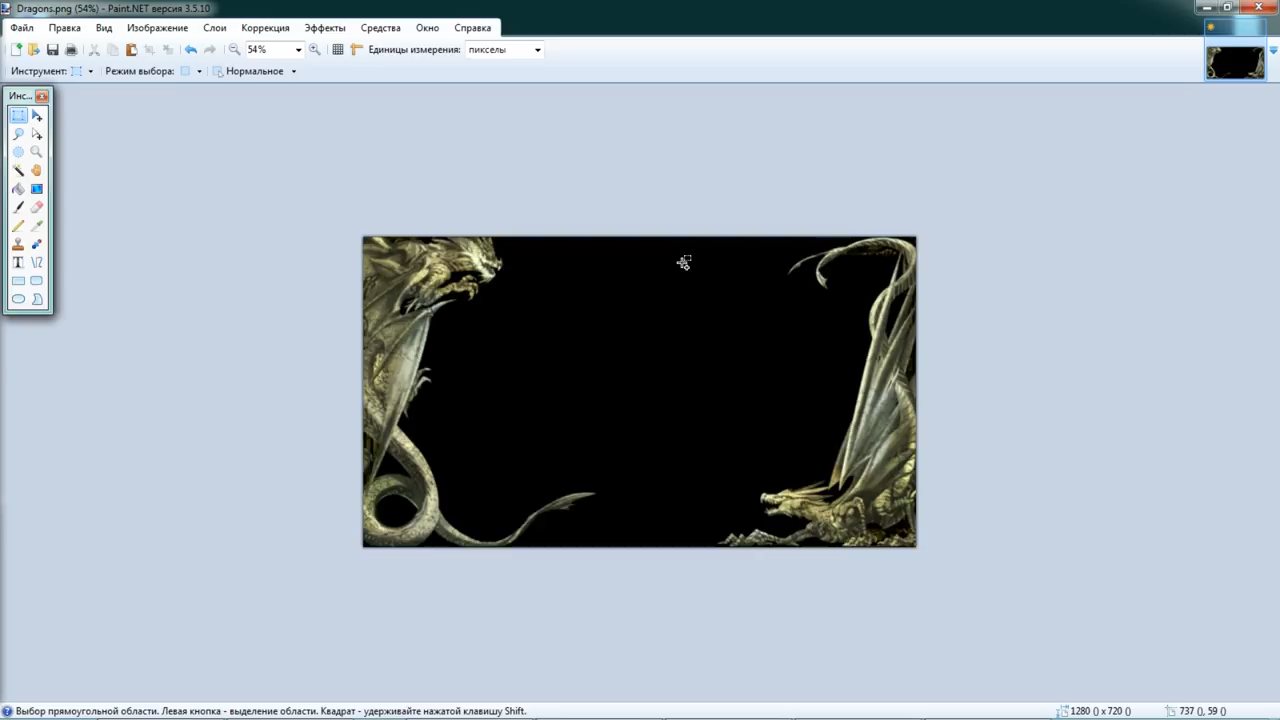 Dragons.png (54%) - Paint.NET версия 3.5.10
Файл Правка Вид Изображение Слои Коррекция Эффекты Средства Окно Справка
54% Единицы измерения: пикселы
Инструмент: Режим выбора: Нормальное
Инс...
Выбор прямоугольной области. Левая кнопка - выделение области. Квадрат - удерживайте нажатой клавишу Shift. 1280 () x 720 () 737 (), 59 ()